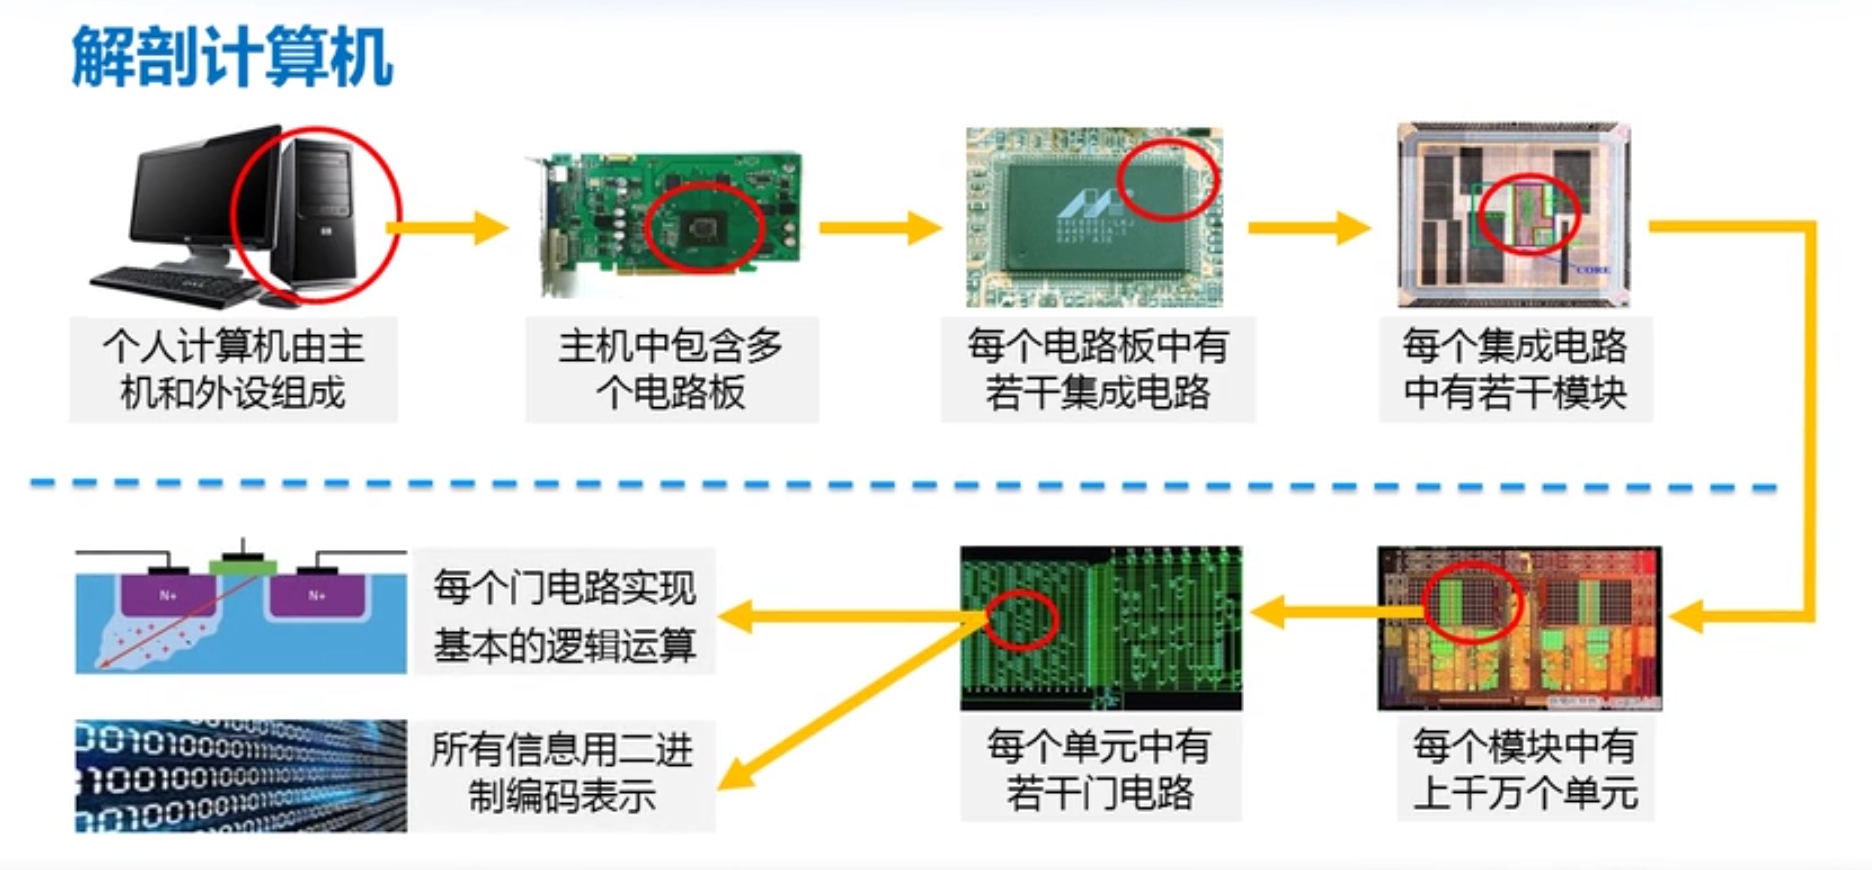 解剖计算机
个人计算机由主
机和外设组成
主机中包含多
个电路板
每个电路板中有
若干集成电路
CORE
每个集成电路
中有若干模块
每个模块中有
上千万个单元
每个单元中有
若干门电路
N+
N+
每个门电路实现
基本的逻辑运算
所有信息用二进
制编码表示